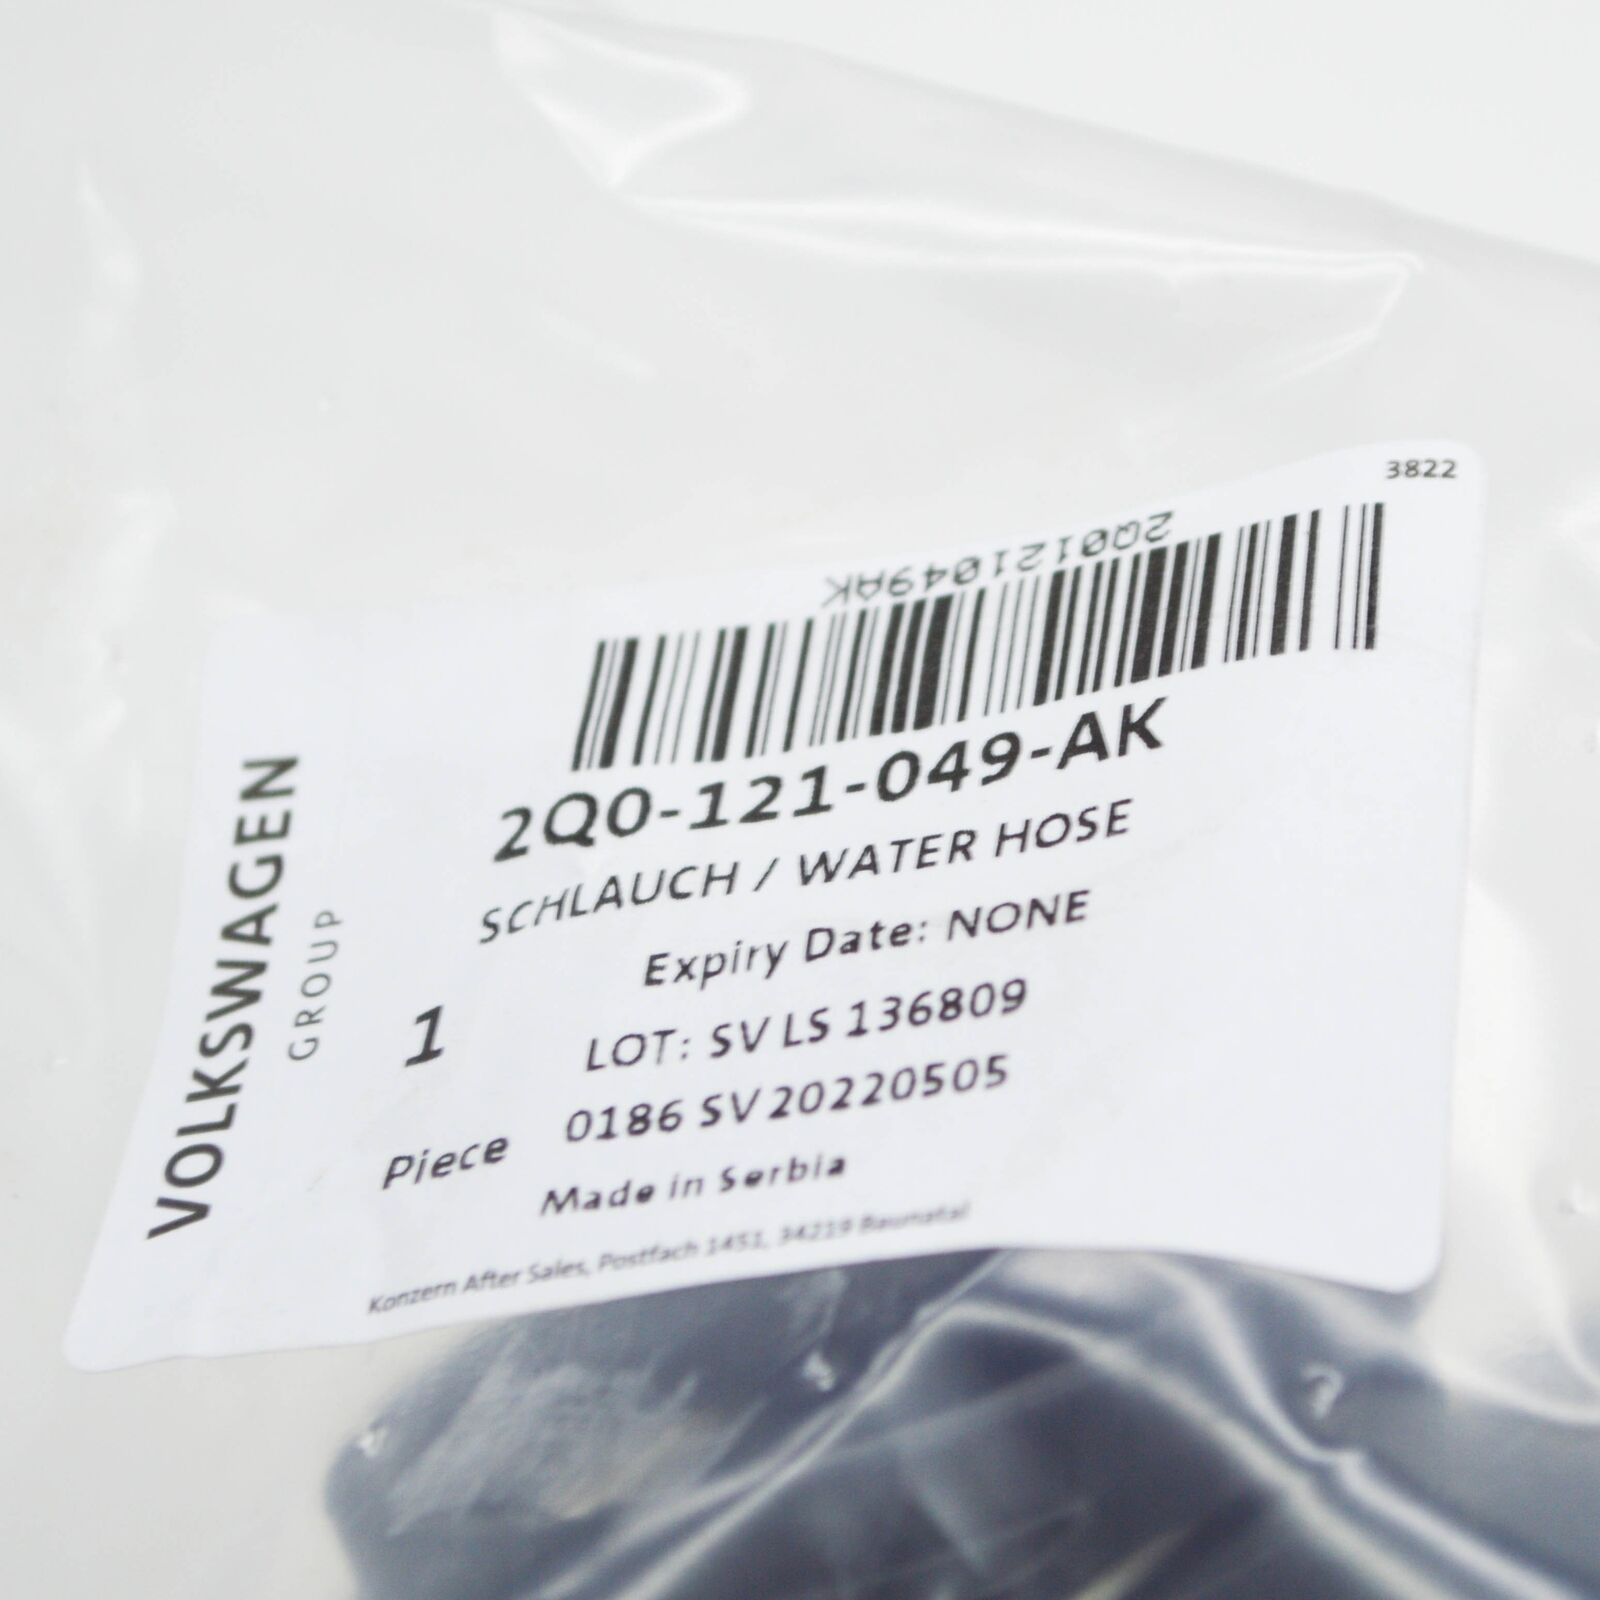 3822
2Q0121049AK
2Q0-121-049-AK
SCHLAUCH / WATER HOSE
Expiry Date: NONE
LOT: SV LS 136809
0186 SV 20220505
Made in Serbia
1
Piece
VOLKSWAGEN
GROUP
Konzern After Sales, Postfach 1451, 34219 Baunatal